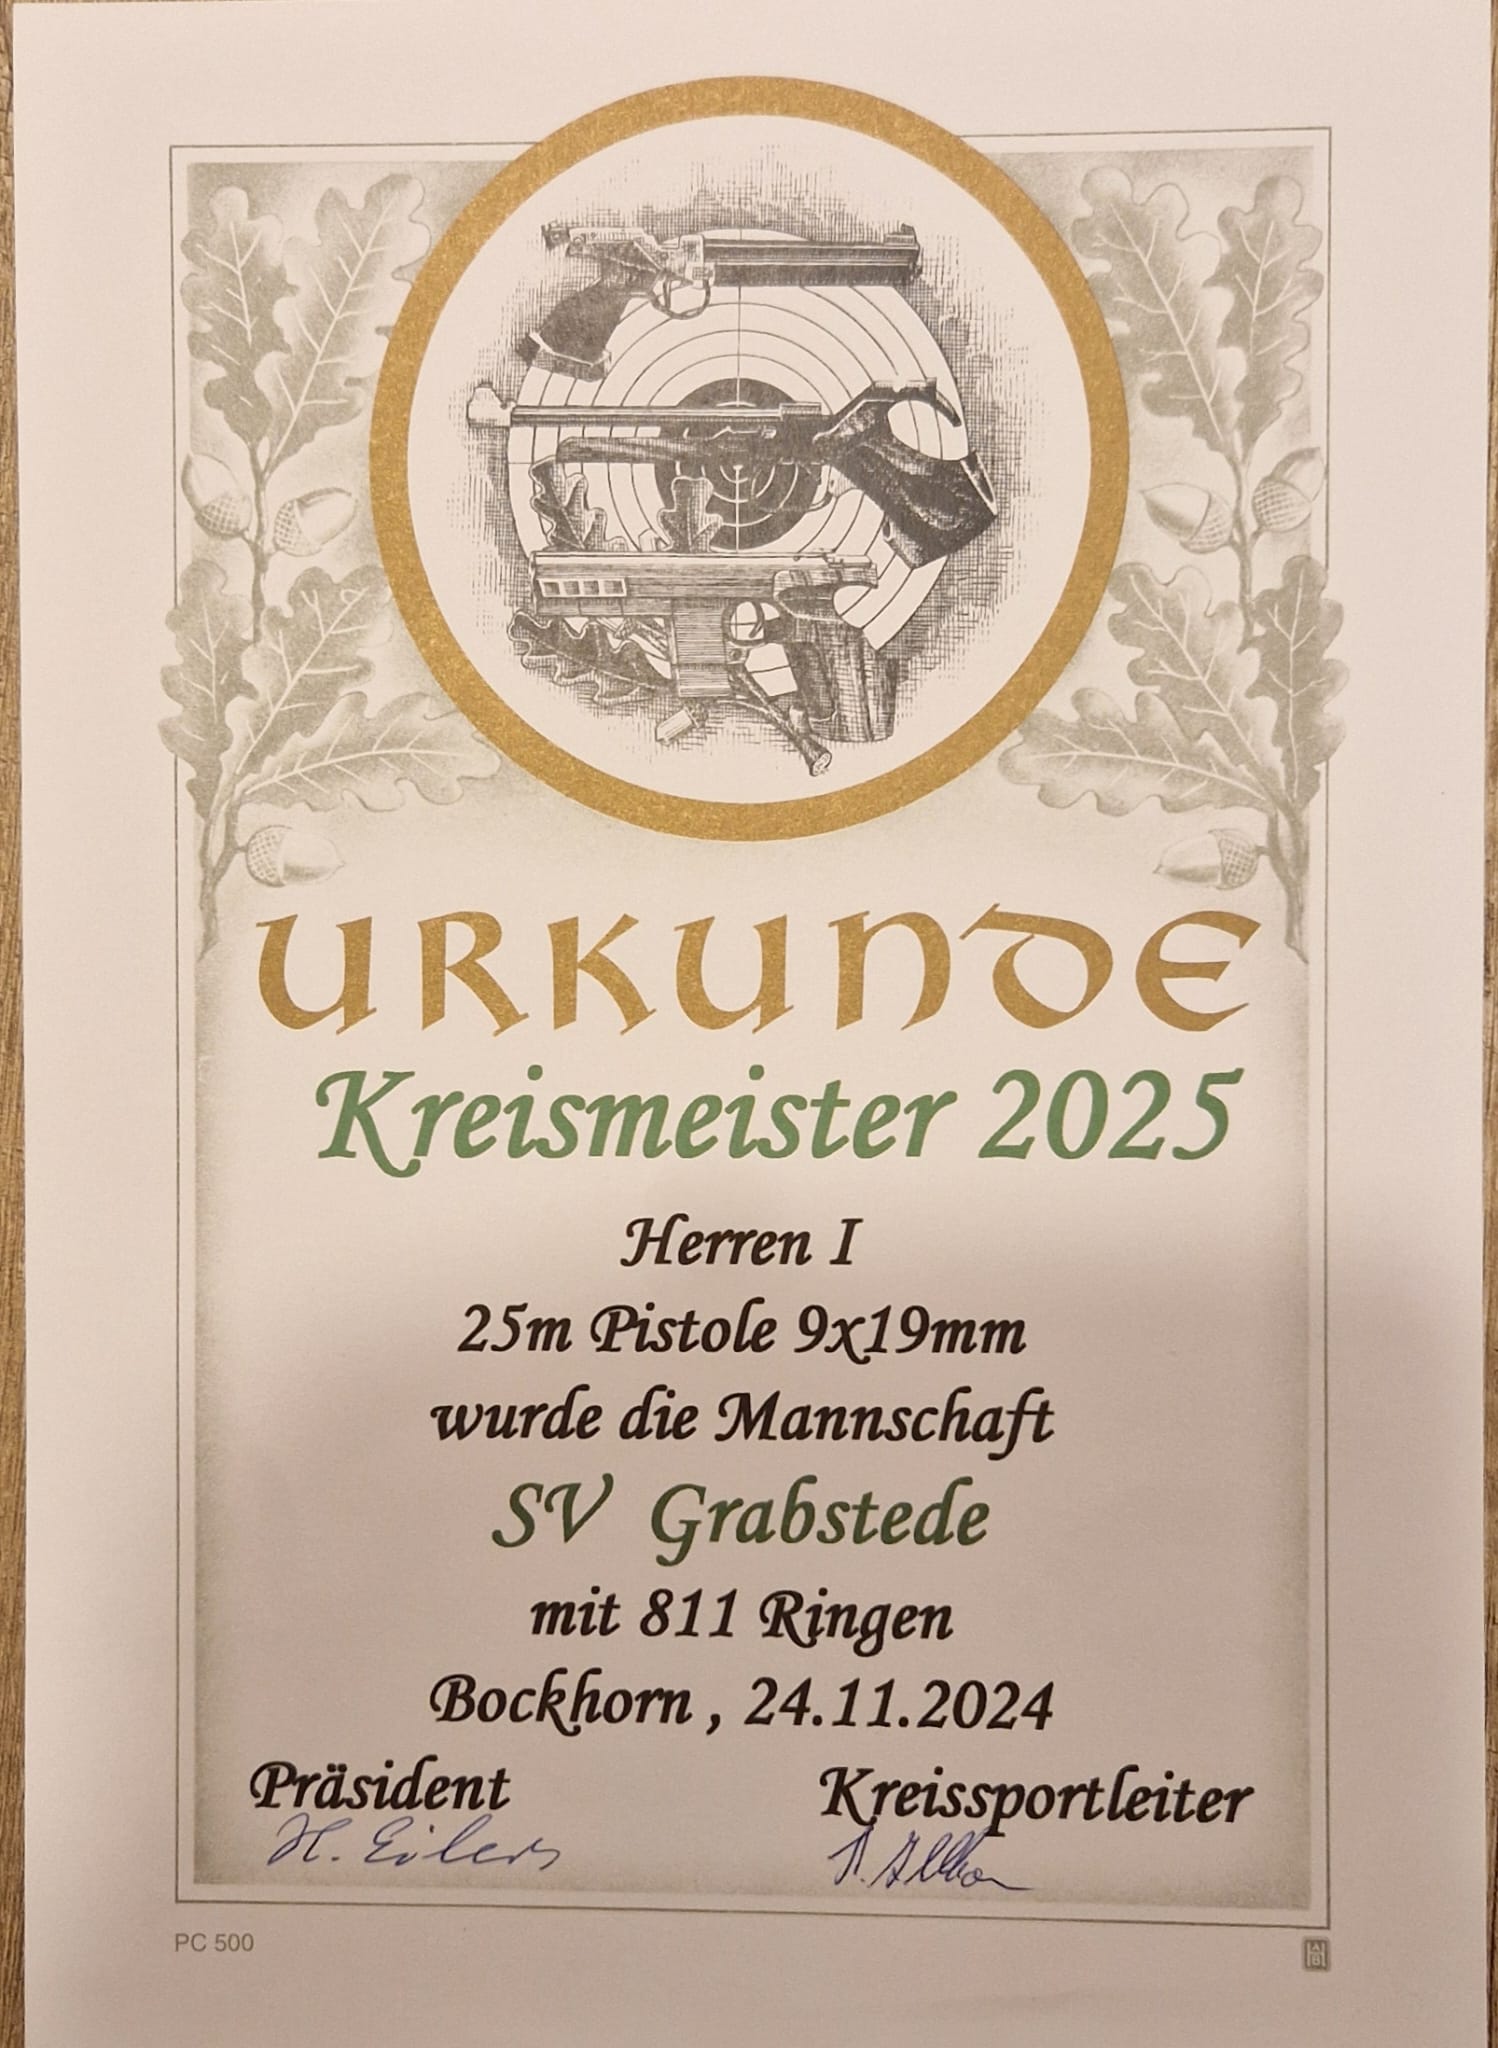 URKUNDE
Kreismeister 2025
Herren I
25m Pistole 9x19mm
wurde die Mannschaft
SV Grabstede
mit 811 Ringen
Bockhorn , 24.11.2024
Präsident Kreissportleiter
H. Eilers
PC 500